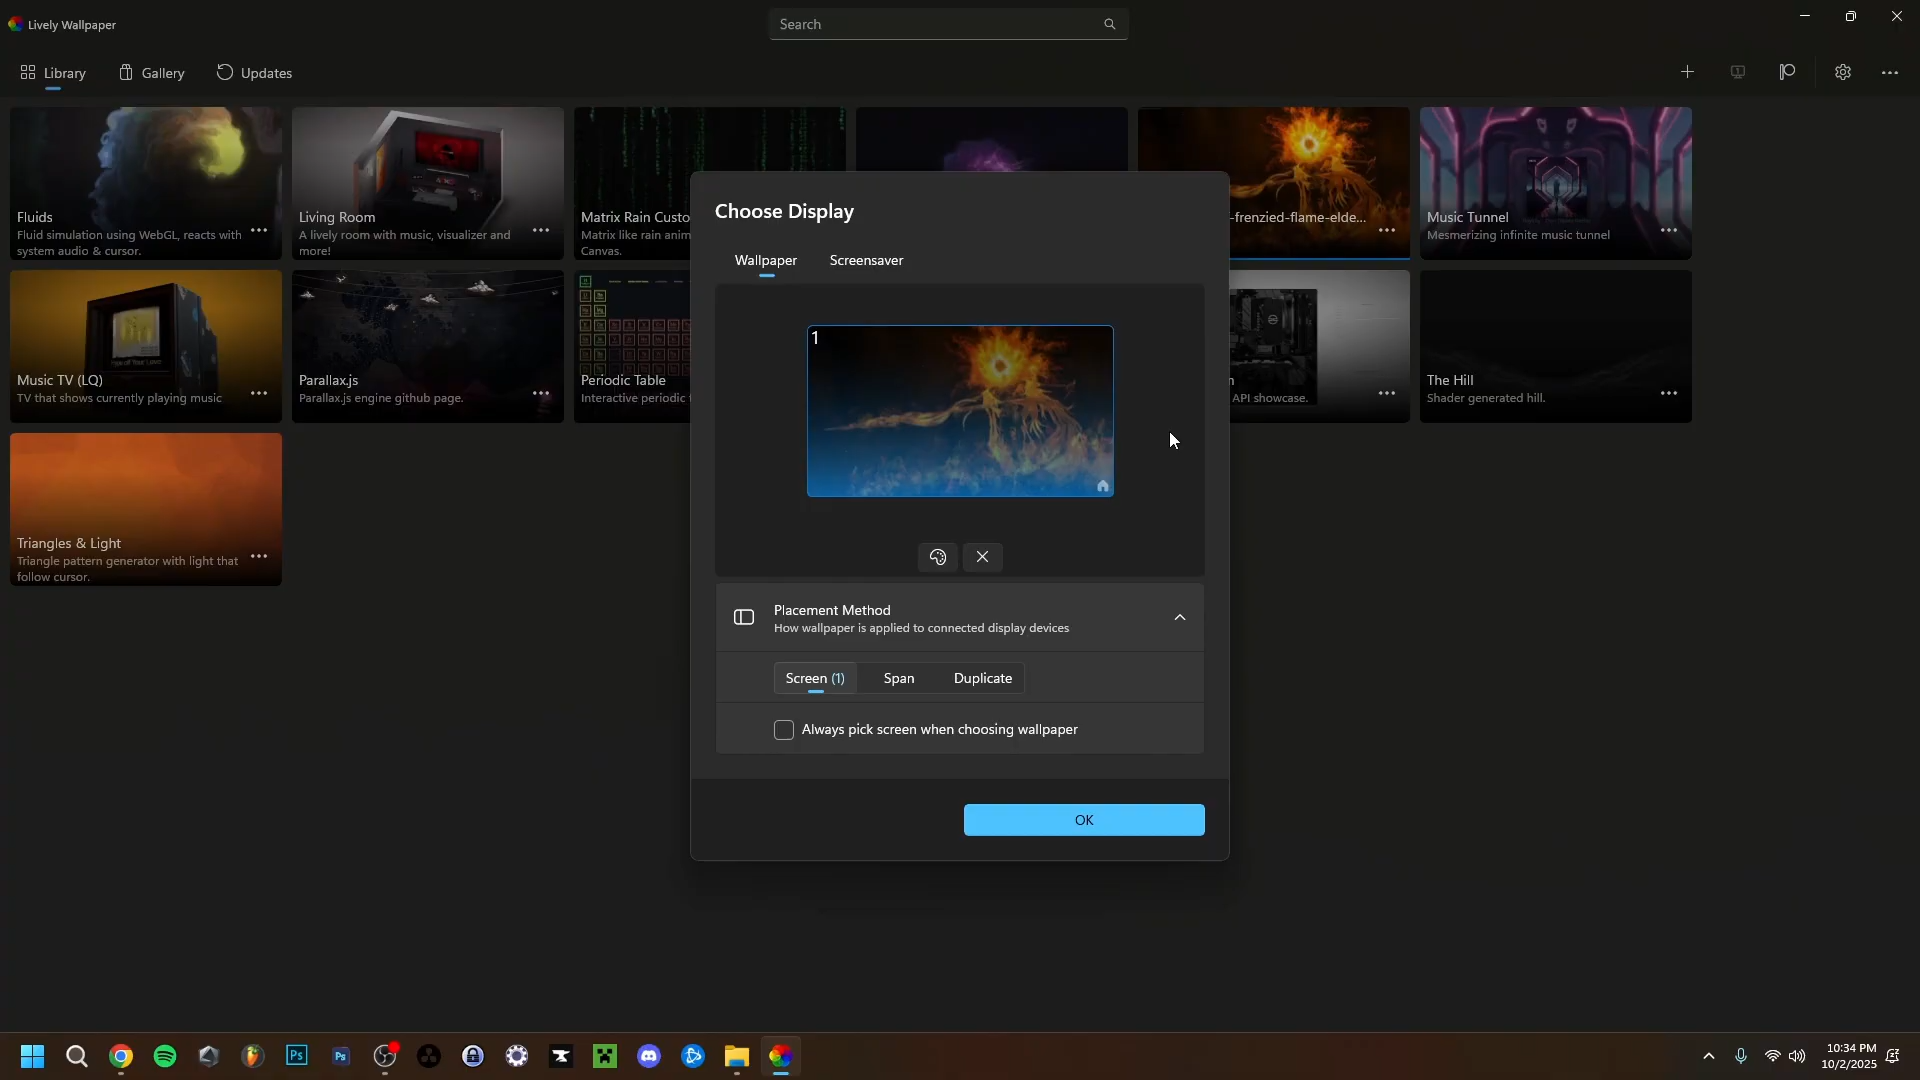 Lively Wallpaper
Search
Library
Gallery
Updates
Fluids
Fluid simulation using WebGL, reacts with
system audio & cursor.
Living Room
A lively room with music, visualizer and
more!
Matrix Rain Custo
Matrix like rain anim
Canvas.
-frenzied-flame-elde...
Music Tunnel
Mesmerizing infinite music tunnel
Music TV (LQ)
TV that shows currently playing music
Parallax.js
Parallax.js engine github page.
Periodic Table
Interactive periodic
n
API showcase.
The Hill
Shader generated hill.
Triangles & Light
Triangle pattern generator with light that
follow cursor.
Choose Display
Wallpaper
Screensaver
1
Placement Method
How wallpaper is applied to connected display devices
Screen (1)
Span
Duplicate
Always pick screen when choosing wallpaper
OK
Ps
Ps
10:34 PM
10/2/2025